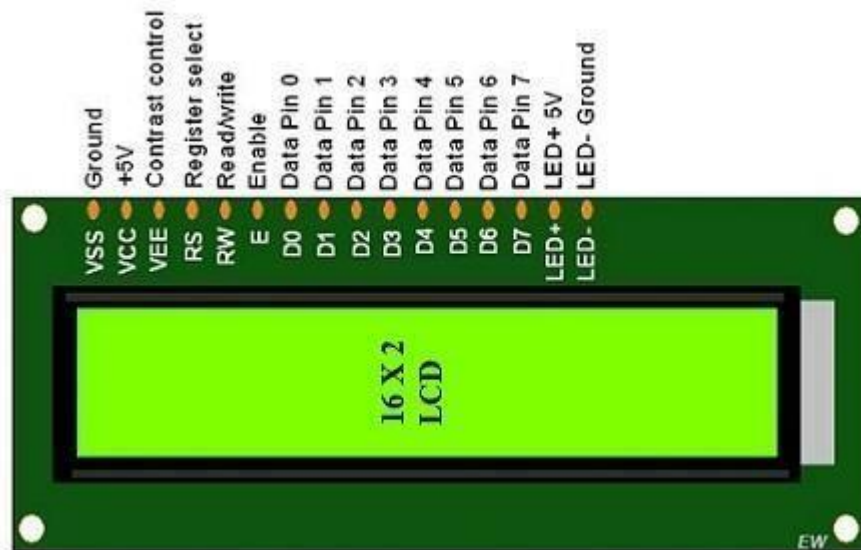 Ground
+5V
Contrast control
Register select
Read/write
Enable
Data Pin 0
Data Pin 1
Data Pin 2
Data Pin 3
Data Pin 4
Data Pin 5
Data Pin 6
Data Pin 7
LED+ 5V
LED- Ground
VSS
VCC
VEE
RS
RW
E
D0
D1
D2
D3
D4
D5
D6
D7
LED+
LED-
16 X 2
LCD
EW